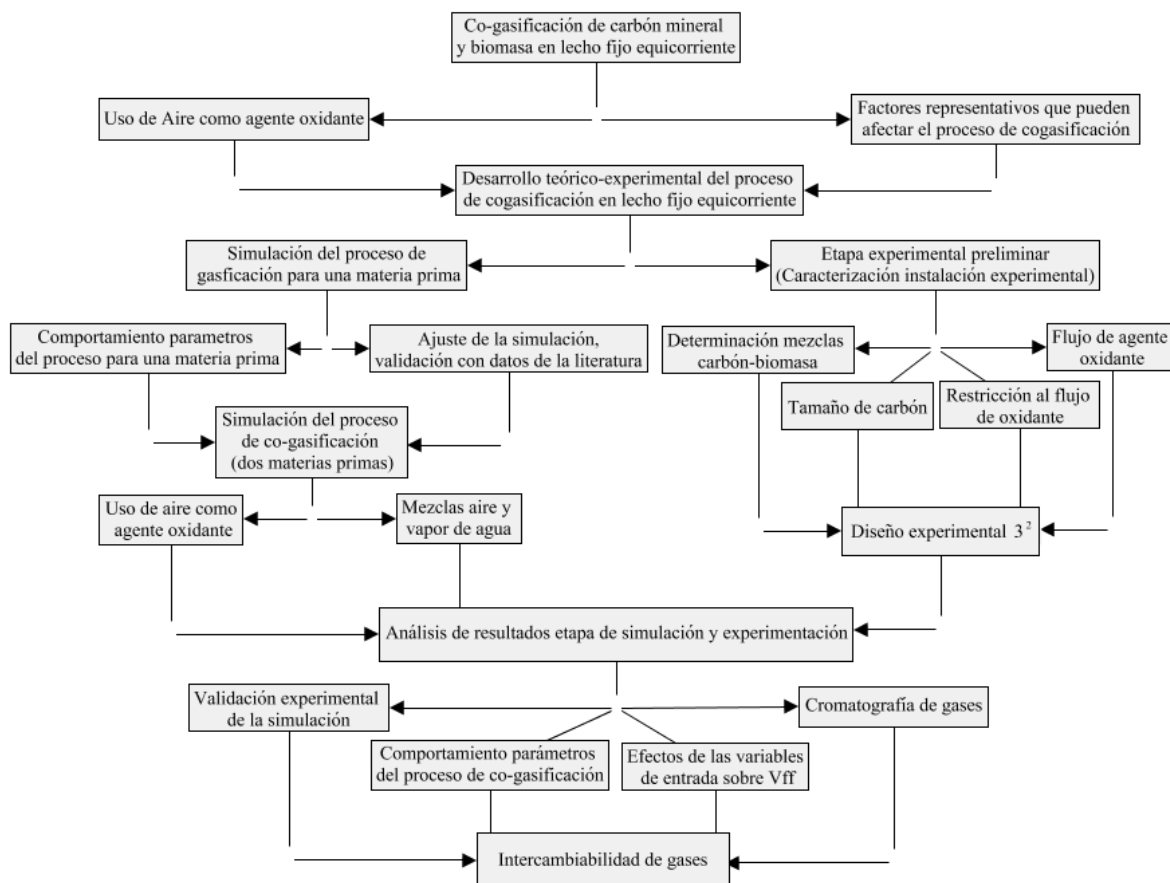 Co-gasificación de carbón mineral
y biomasa en lecho fijo equicorriente
Uso de Aire como agente oxidante
Factores representativos que pueden
afectar el proceso de cogasificación
Desarrollo teórico-experimental del proceso
de cogasificación en lecho fijo equicorriente
Simulación del proceso de
gasficación para una materia prima
Etapa experimental preliminar
(Caracterización instalación experimental)
Comportamiento parametros
del proceso para una materia prima
Ajuste de la simulación,
validación con datos de la literatura
Determinación mezclas
carbón-biomasa
Flujo de agente
oxidante
Tamaño de carbón
Restricción al flujo
de oxidante
Simulación del proceso
de co-gasificación
(dos materias primas)
Uso de aire como
agente oxidante
Mezclas aire y
vapor de agua
Diseño experimental 3²
Análisis de resultados etapa de simulación y experimentación
Validación experimental
de la simulación
Cromatografía de gases
Comportamiento parámetros
del proceso de co-gasificación
Efectos de las variables
de entrada sobre Vff
Intercambiabilidad de gases